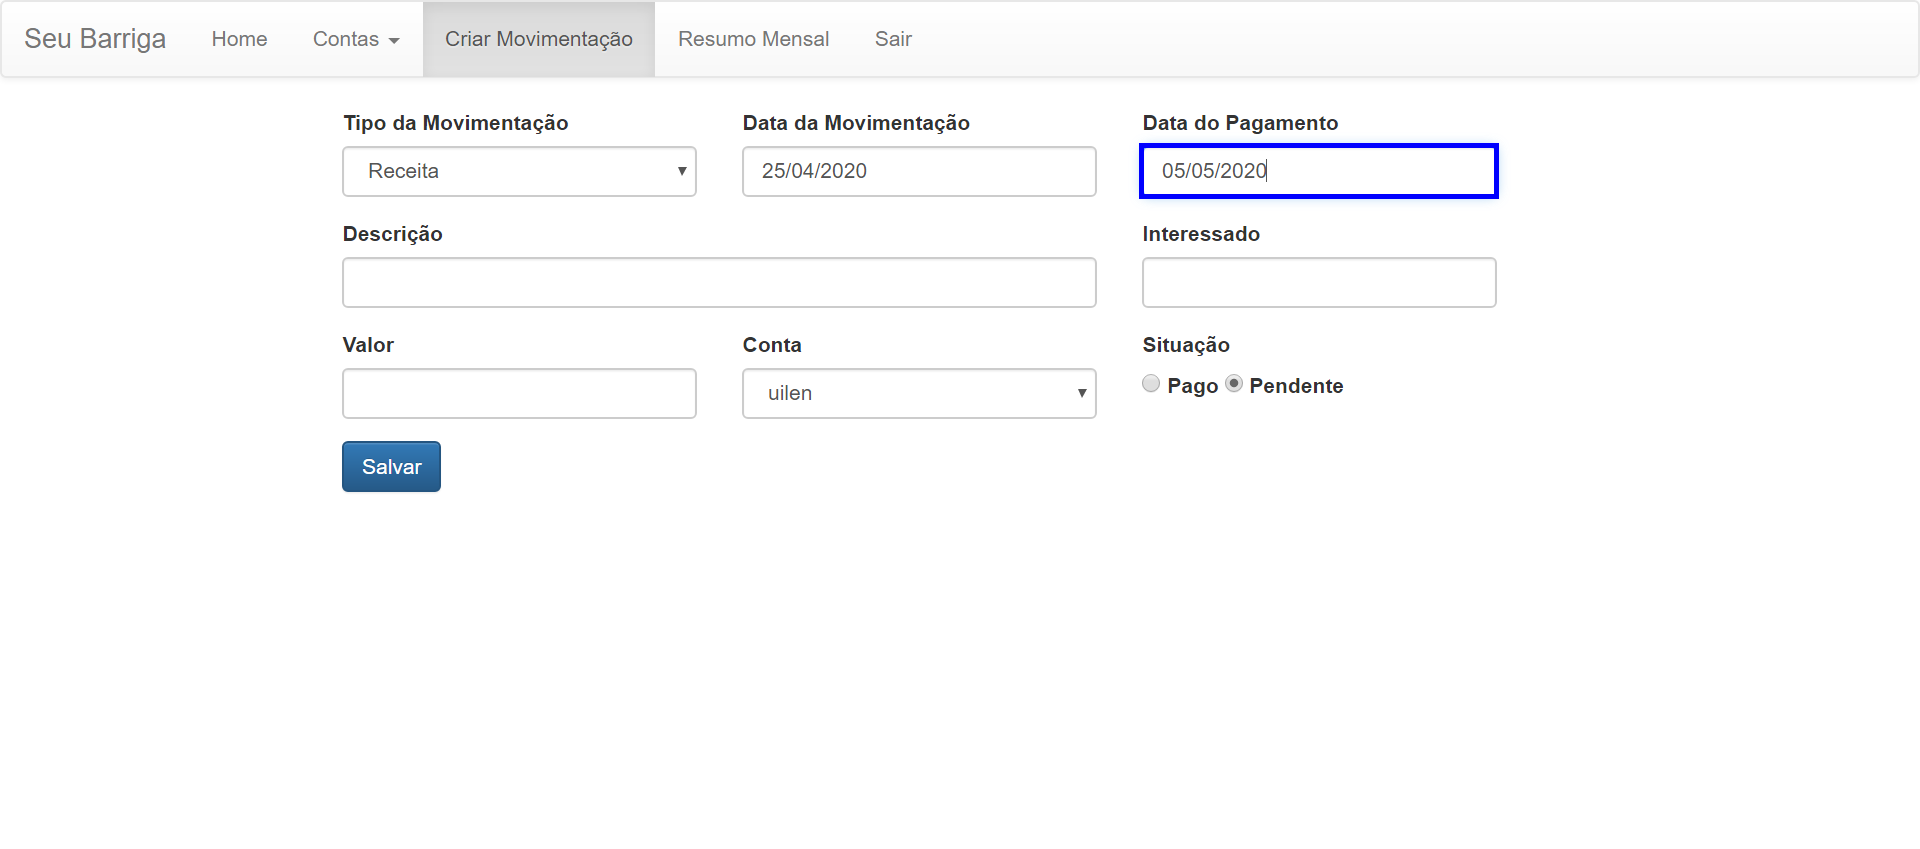 Seu Barriga Home Contas Criar Movimentação Resumo Mensal Sair
Tipo da Movimentação Data da Movimentação Data do Pagamento
Receita 25/04/2020 05/05/2020
Descrição Interessado
Valor Conta Situação
uilen Pago Pendente
Salvar